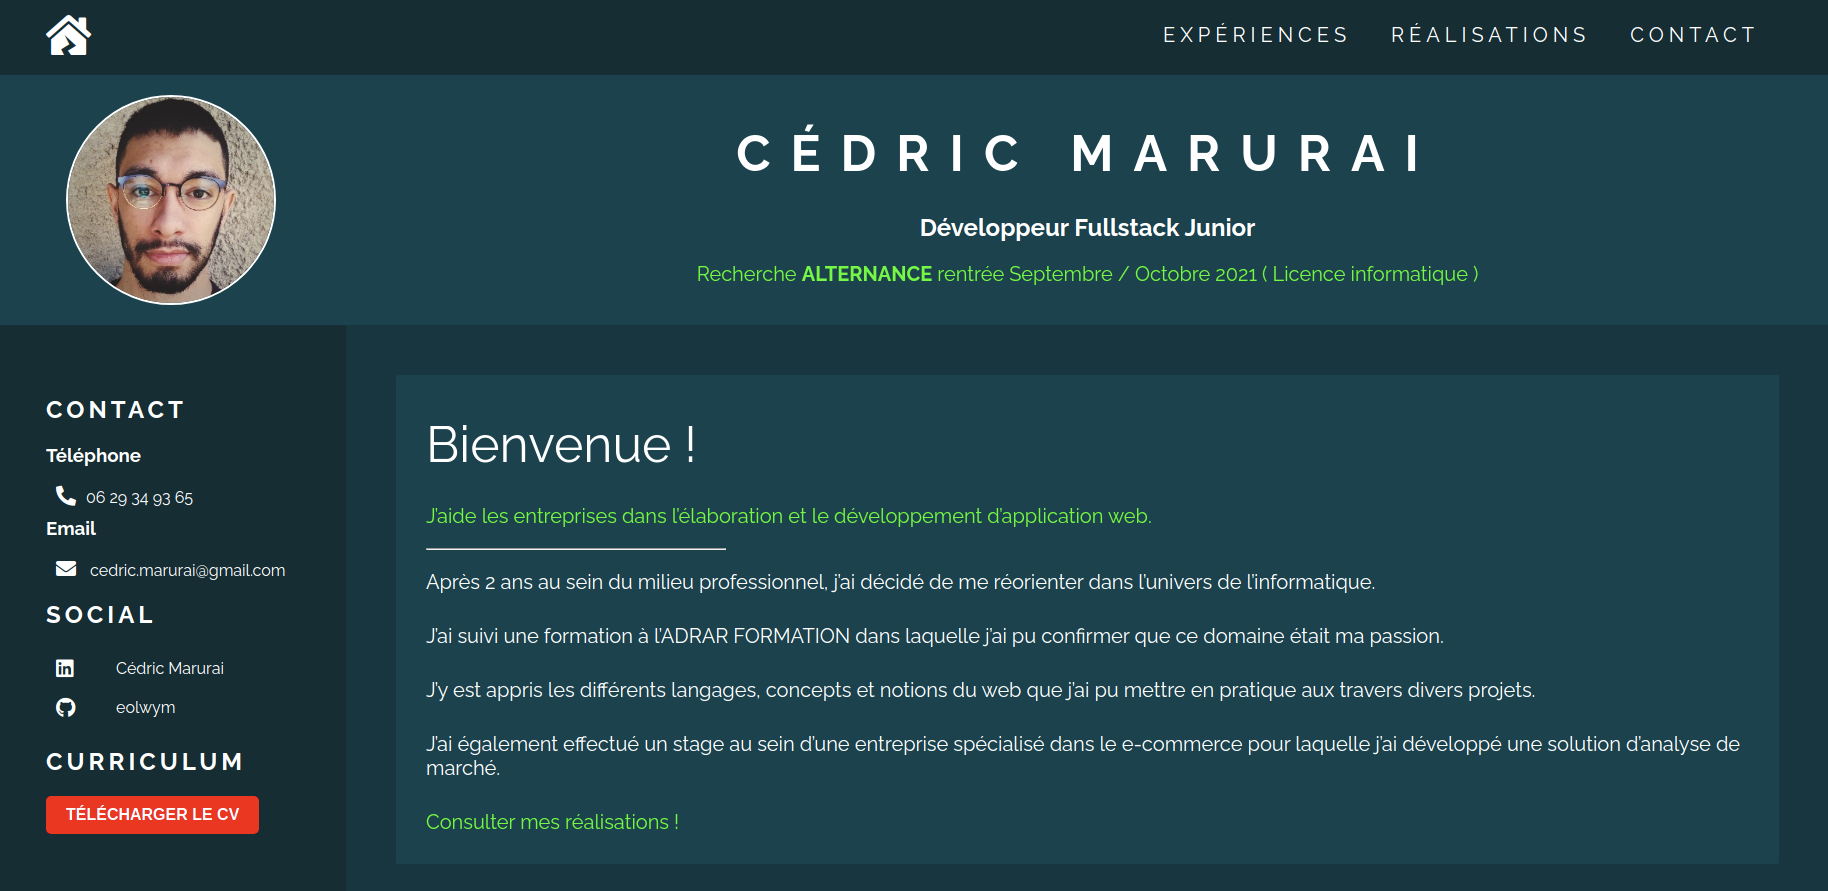 EXPÉRIENCES RÉALISATIONS CONTACT
CÉDRIC MARURAI
Développeur Fullstack Junior
Recherche ALTERNANCE rentrée Septembre / Octobre 2021 ( Licence informatique )
CONTACT
Téléphone
06 29 34 93 65
Email
cedric.marurai@gmail.com
SOCIAL
in Cédric Marurai
eolwym
CURRICULUM
TÉLÉCHARGER LE CV
Bienvenue !
J’aide les entreprises dans l’élaboration et le développement d’application web.
Après 2 ans au sein du milieu professionnel, j’ai décidé de me réorienter dans l’univers de l’informatique.
J’ai suivi une formation à l’ADRAR FORMATION dans laquelle j’ai pu confirmer que ce domaine était ma passion.
J’y est appris les différents langages, concepts et notions du web que j’ai pu mettre en pratique aux travers divers projets.
J’ai également effectué un stage au sein d’une entreprise spécialisé dans le e-commerce pour laquelle j’ai développé une solution d’analyse de
marché.
Consulter mes réalisations !